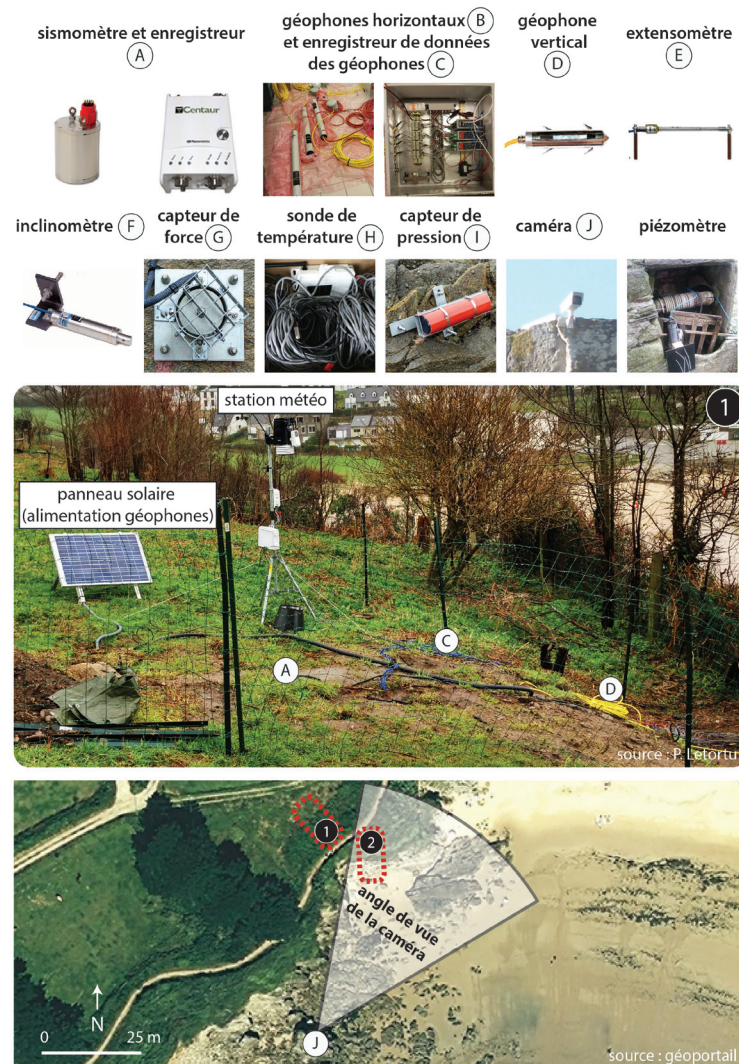 sismomètre et enregistreur
A
géophones horizontaux B
et enregistreur de données
des géophones C
géophone
vertical
D
extensomètre
E
Centaur
inclinomètre F
capteur de
force G
sonde de
température H
capteur de
pression I
caméra J
piézomètre
station météo
1
panneau solaire
(alimentation géophones)
C
A
D
source : P. Letortu
1
2
angle de vue
de la caméra
N
0 25 m
J
source : géoportail